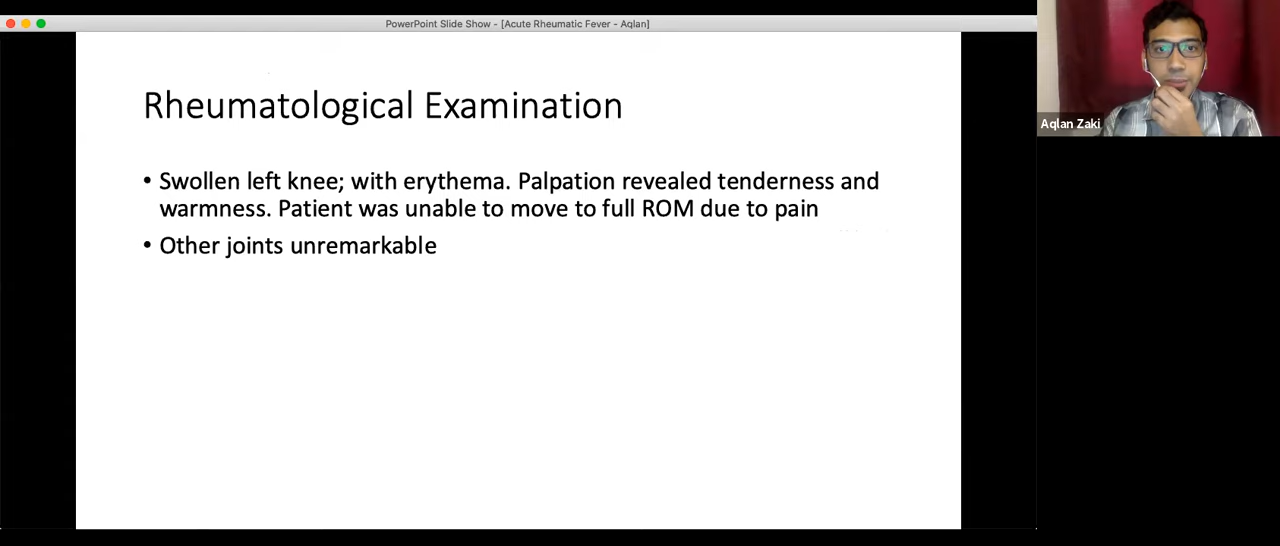 PowerPoint Slide Show - [Acute Rheumatic Fever - Aqlan]
Rheumatological Examination
• Swollen left knee; with erythema. Palpation revealed tenderness and
warmness. Patient was unable to move to full ROM due to pain
• Other joints unremarkable
Aqlan Zaki